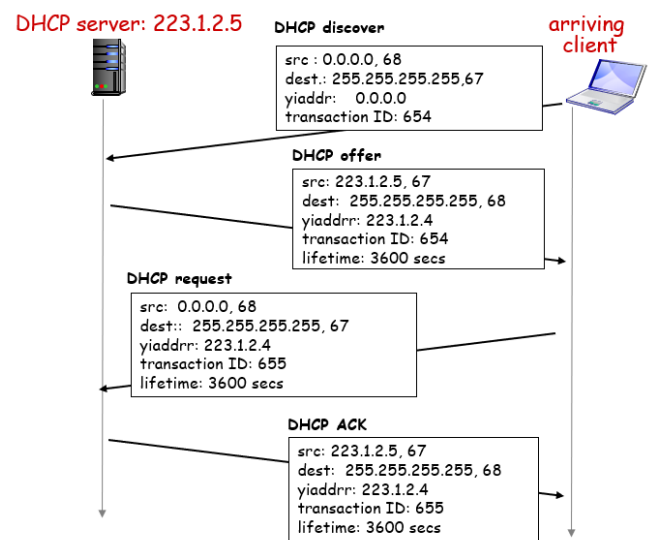 DHCP server: 223.1.2.5
arriving
client
DHCP discover
src : 0.0.0.0, 68
dest.: 255.255.255.255,67
yiaddr: 0.0.0.0
transaction ID: 654
DHCP offer
src: 223.1.2.5, 67
dest: 255.255.255.255, 68
yiaddrr: 223.1.2.4
transaction ID: 654
lifetime: 3600 secs
DHCP request
src: 0.0.0.0, 68
dest:: 255.255.255.255, 67
yiaddrr: 223.1.2.4
transaction ID: 655
lifetime: 3600 secs
DHCP ACK
src: 223.1.2.5, 67
dest: 255.255.255.255, 68
yiaddrr: 223.1.2.4
transaction ID: 655
lifetime: 3600 secs